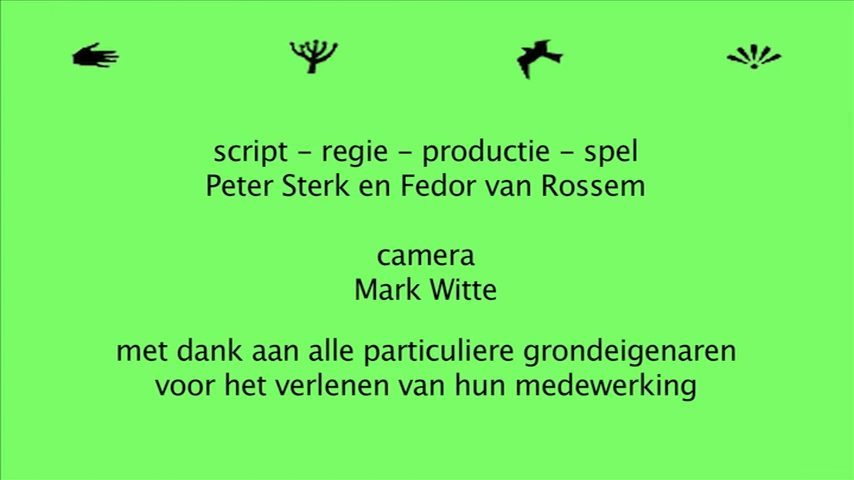 script – regie – productie – spel
Peter Sterk en Fedor van Rossem
camera
Mark Witte
met dank aan alle particuliere grondeigenaren
voor het verlenen van hun medewerking